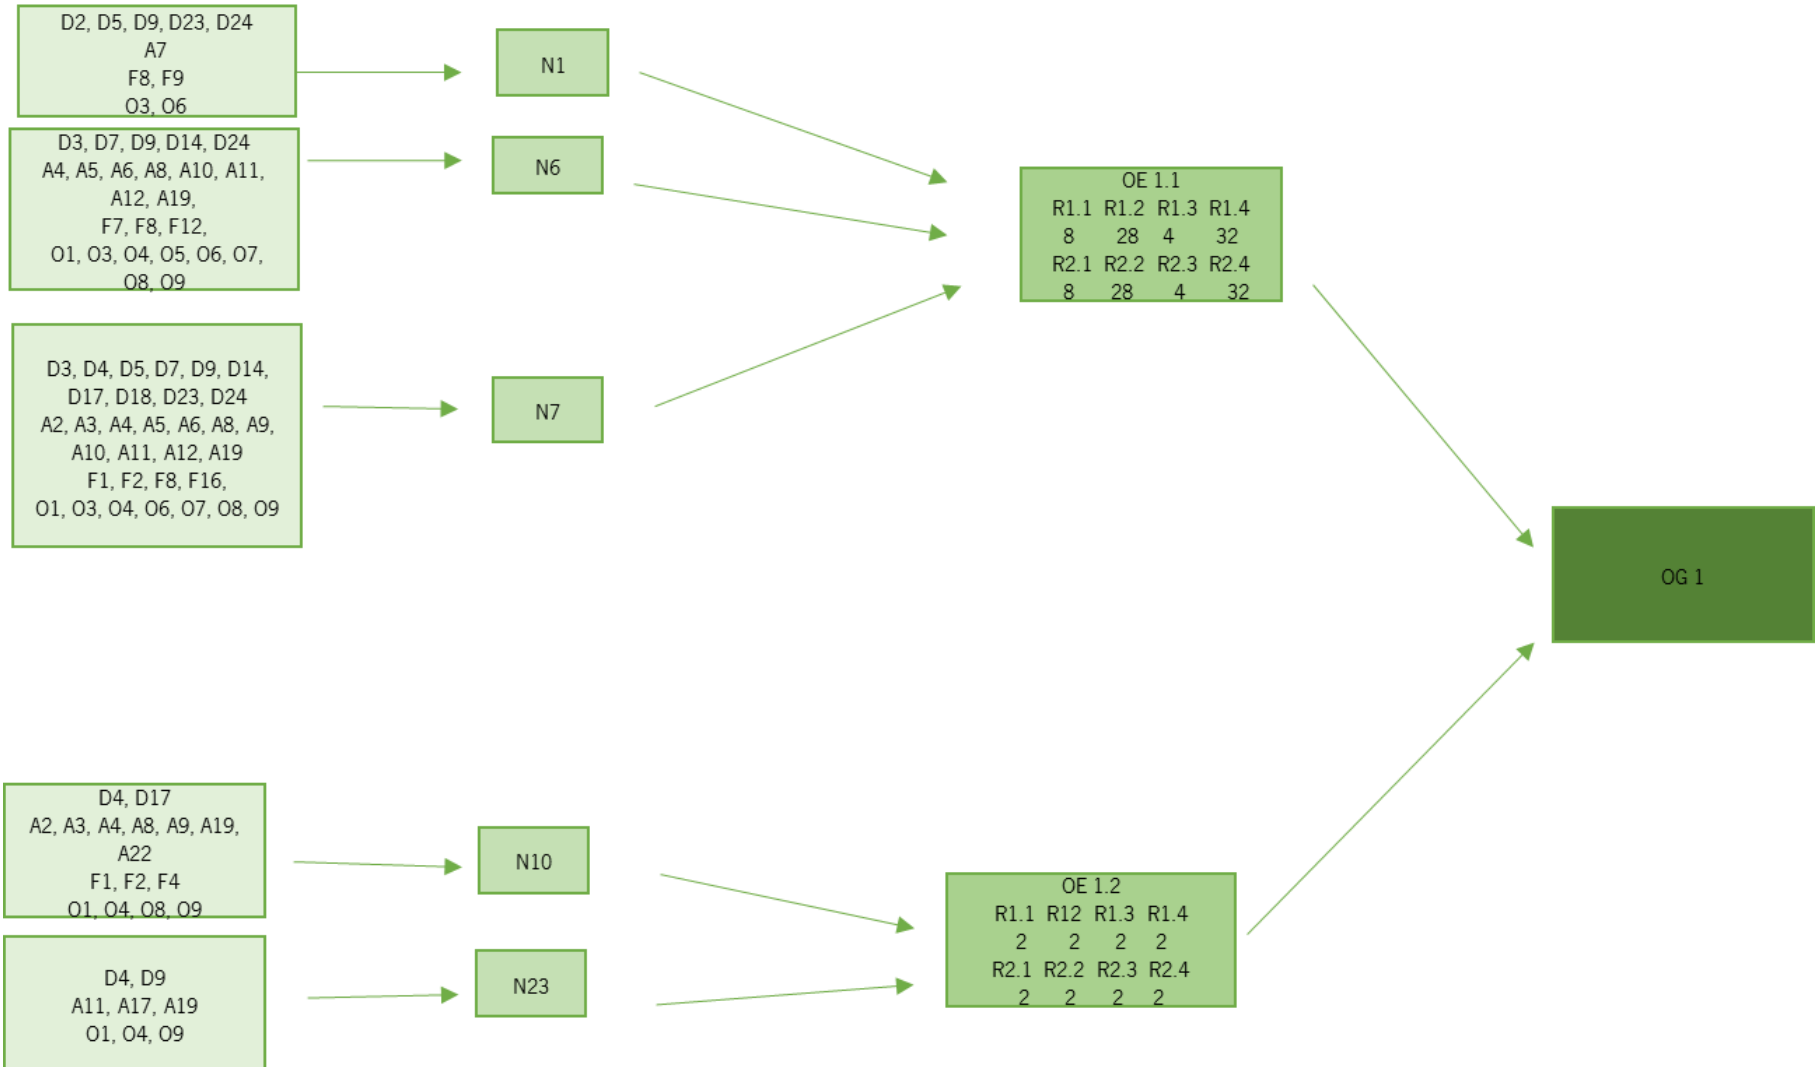 D2, D5, D9, D23, D24
A7
F8, F9
O3, O6
N1
D3, D7, D9, D14, D24
A4, A5, A6, A8, A10, A11,
A12, A19,
F7, F8, F12,
O1, O3, O4, O5, O6, O7,
O8, O9
N6
D3, D4, D5, D7, D9, D14,
D17, D18, D23, D24
A2, A3, A4, A5, A6, A8, A9,
A10, A11, A12, A19
F1, F2, F8, F16,
O1, O3, O4, O6, O7, O8, O9
N7
OE 1.1
R1.1 R1.2 R1.3 R1.4
8 28 4 32
R2.1 R2.2 R2.3 R2.4
8 28 4 32
OG 1
D4, D17
A2, A3, A4, A8, A9, A19,
A22
F1, F2, F4
O1, O4, O8, O9
N10
D4, D9
A11, A17, A19
O1, O4, O9
N23
OE 1.2
R1.1 R12 R1.3 R1.4
2 2 2 2
R2.1 R2.2 R2.3 R2.4
2 2 2 2